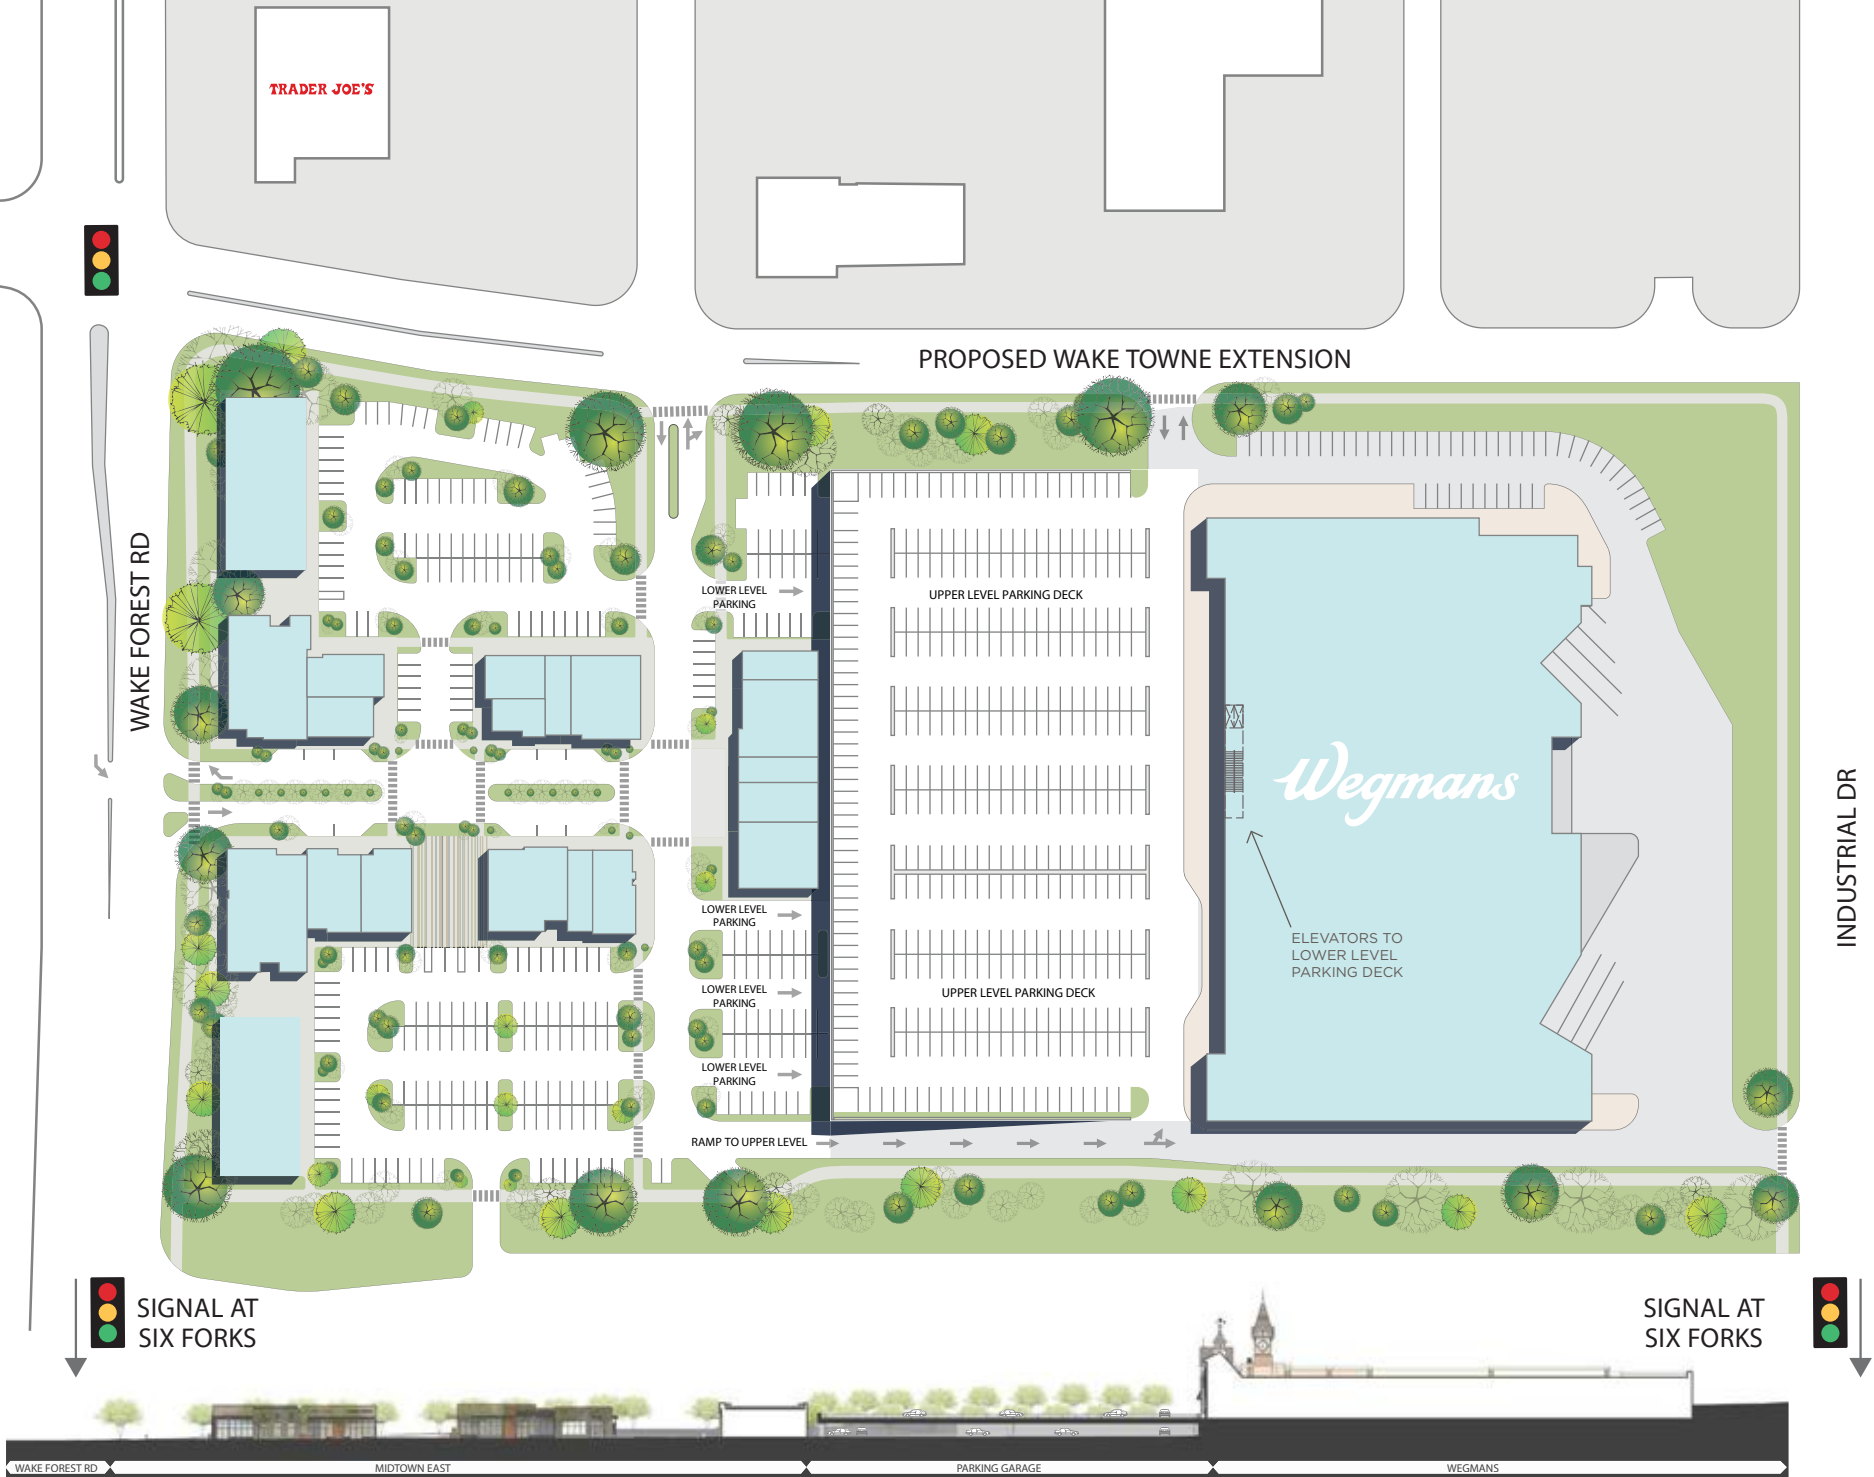 TRADER JOE'S
PROPOSED WAKE TOWNE EXTENSION
WAKE FOREST RD
LOWER LEVEL
PARKING
UPPER LEVEL PARKING DECK
Wegmans
INDUSTRIAL DR
LOWER LEVEL
PARKING
ELEVATORS TO
LOWER LEVEL
PARKING DECK
LOWER LEVEL
PARKING
UPPER LEVEL PARKING DECK
LOWER LEVEL
PARKING
RAMP TO UPPER LEVEL
SIGNAL AT
SIX FORKS
SIGNAL AT
SIX FORKS
WAKE FOREST RD
MIDTOWN EAST
PARKING GARAGE
WEGMANS